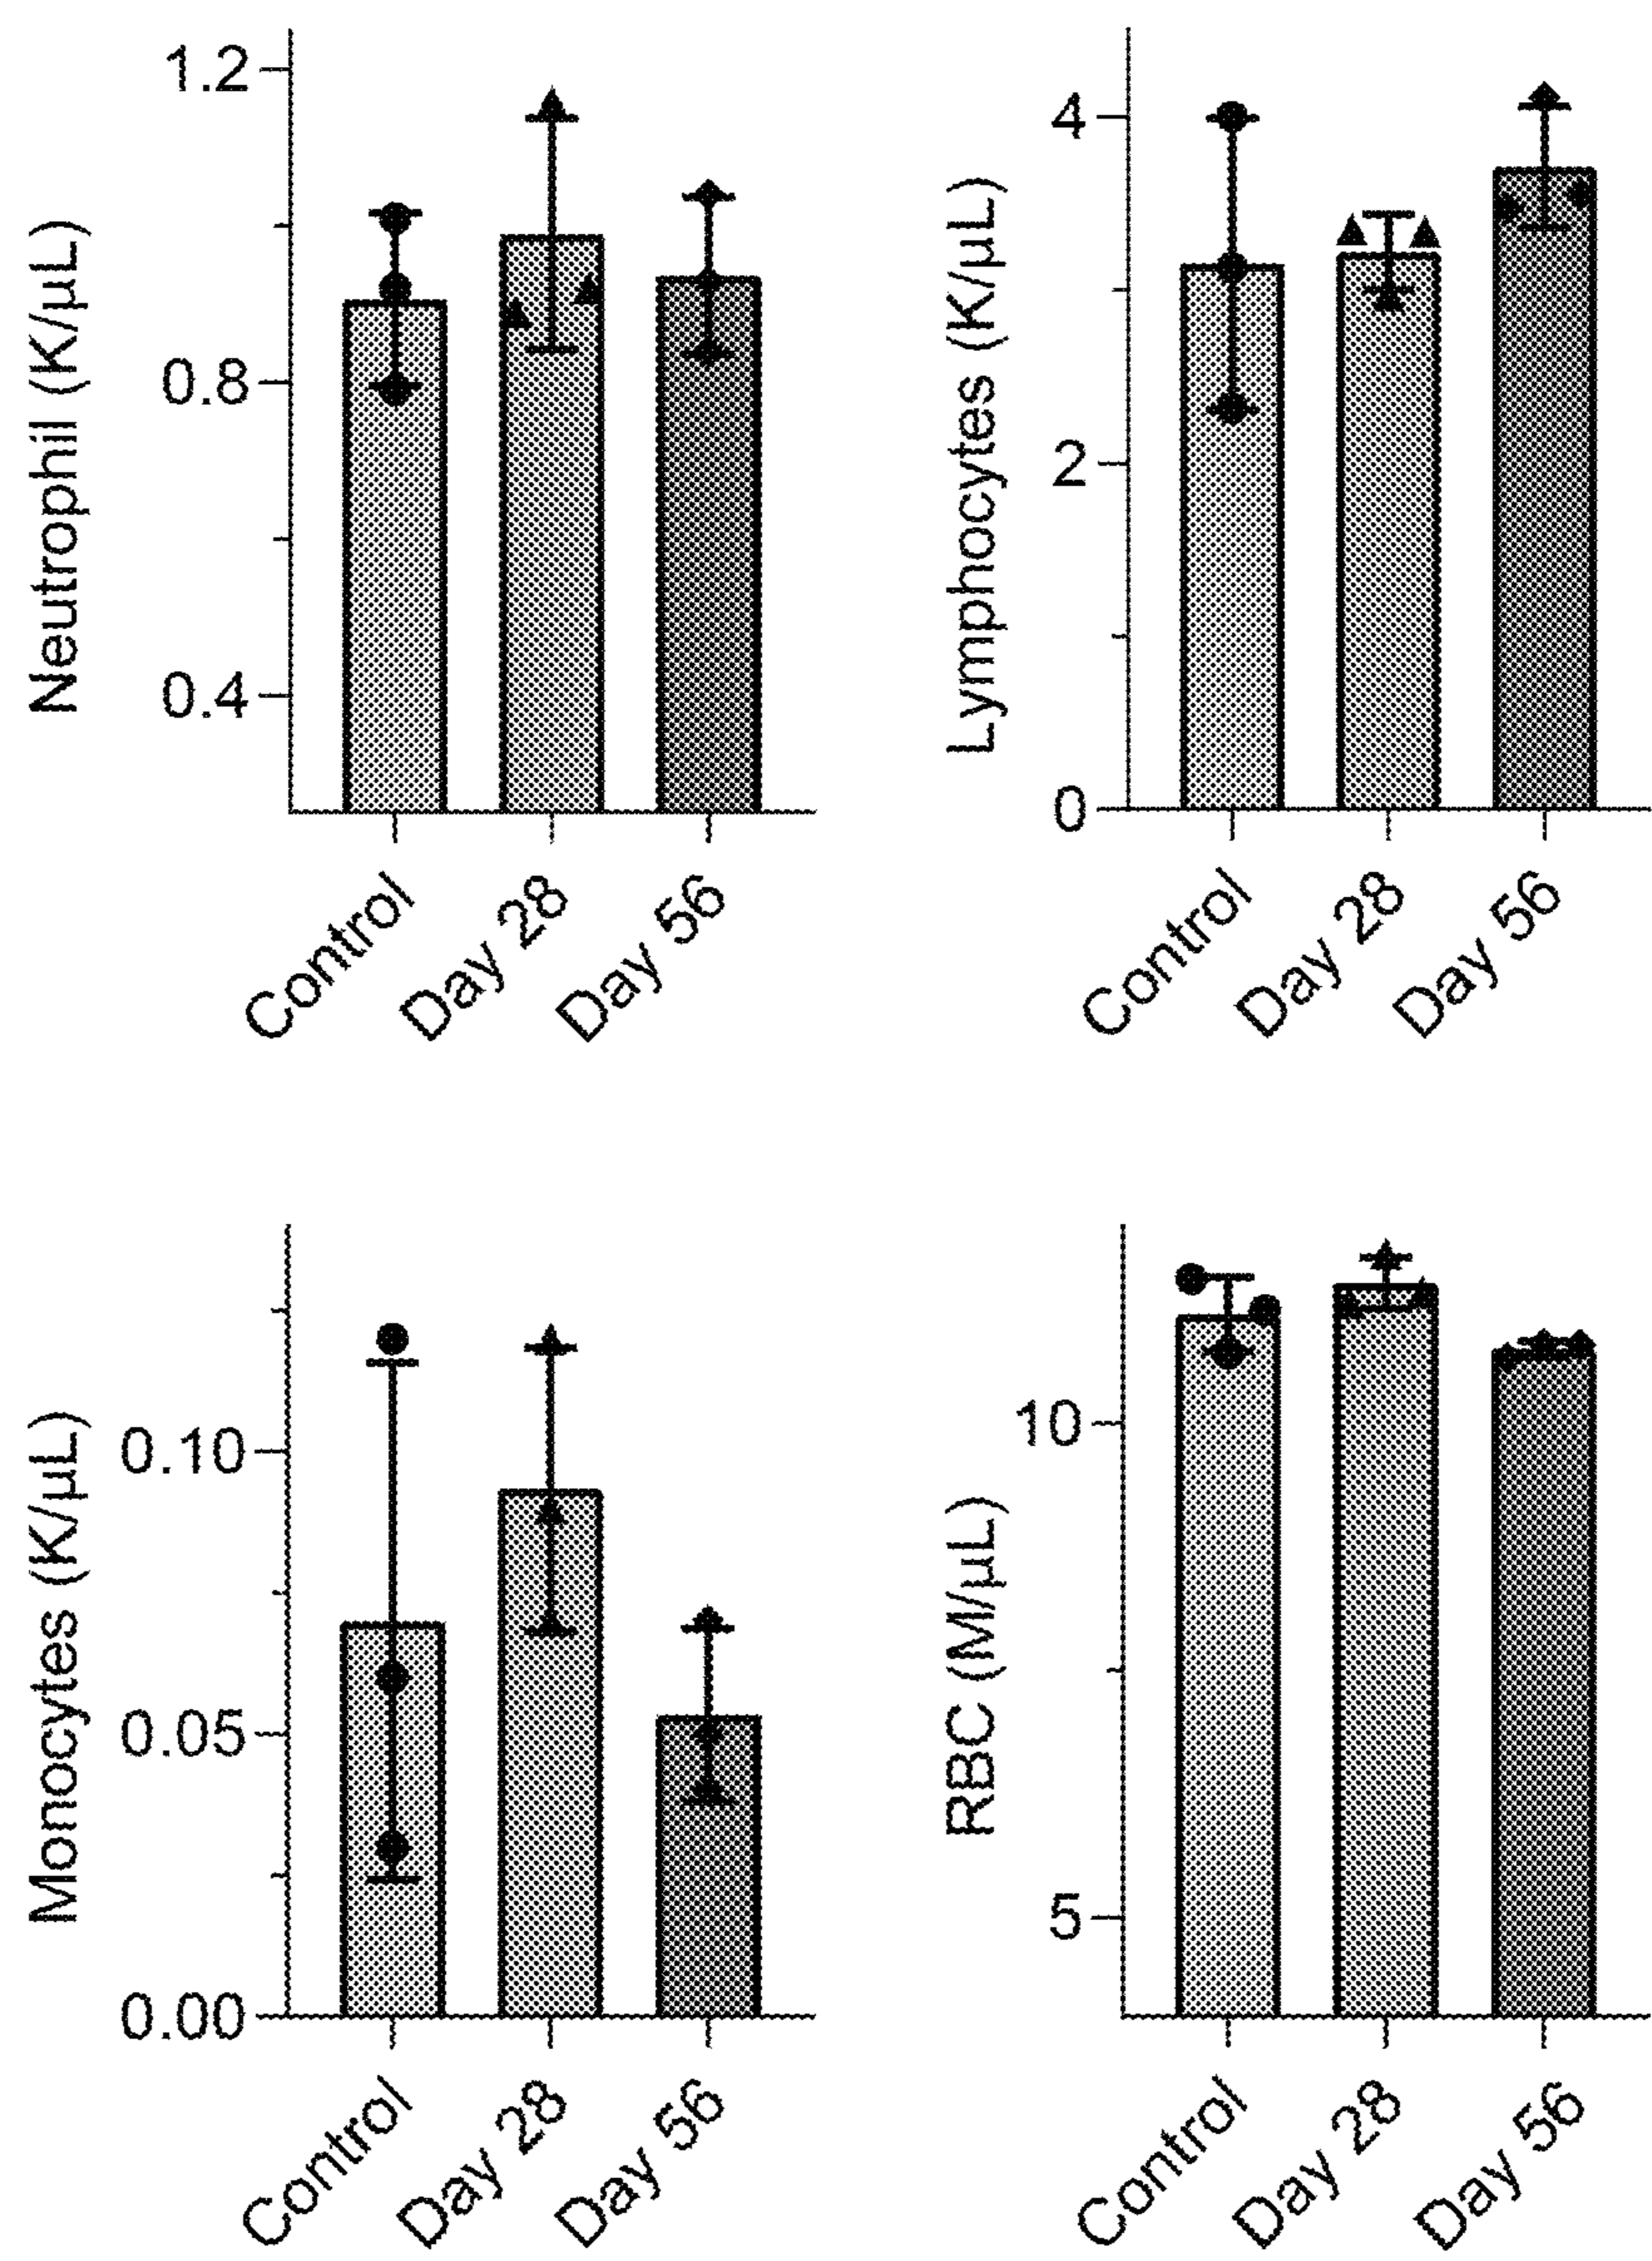 Neutrophil (K/μL)
1.2
0.8
0.4
Control
Day 28
Day 56
Lymphocytes (K/μL)
4
2
0
Control
Day 28
Day 56
Monocytes (K/μL)
0.10
0.05
0.00
Control
Day 28
Day 56
RBC (M/μL)
10
5
Control
Day 28
Day 56